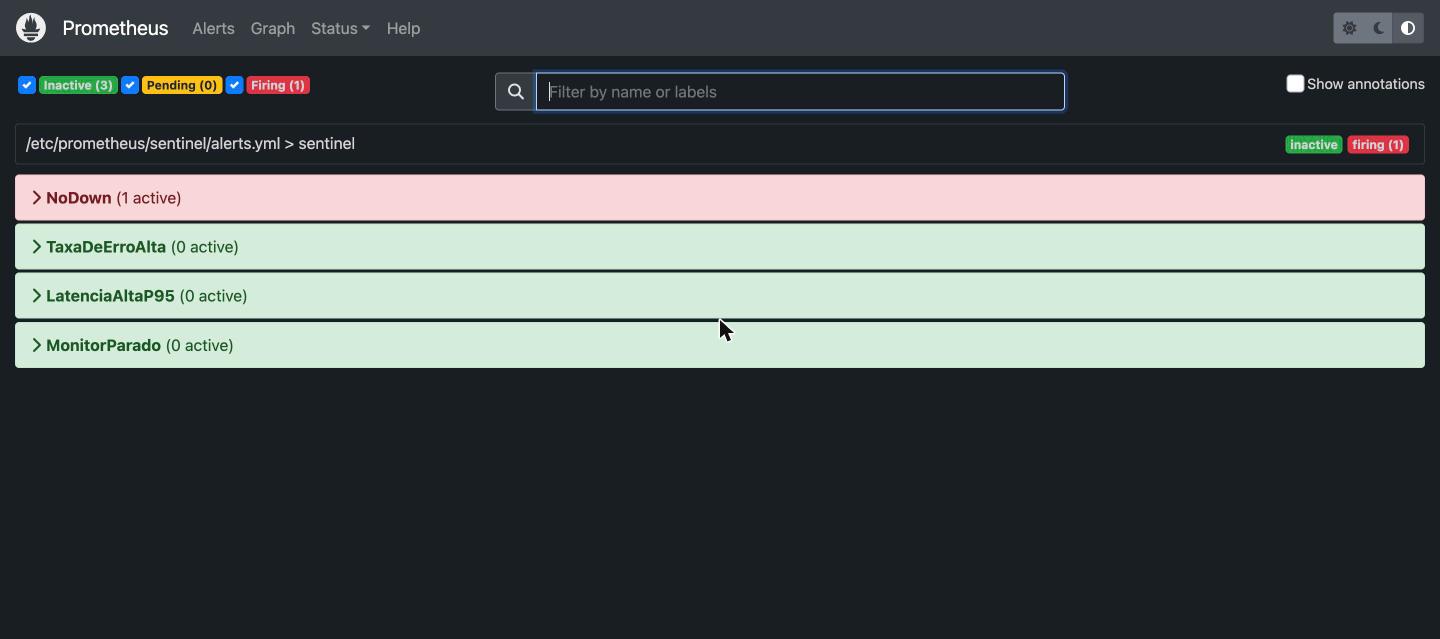 Prometheus Alerts Graph Status Help
Inactive (3) Pending (0) Firing (1) Filter by name or labels Show annotations
/etc/prometheus/sentinel/alerts.yml > sentinel inactive firing (1)
NoDown (1 active)
TaxaDeErroAlta (0 active)
LatenciaAltaP95 (0 active)
MonitorParado (0 active)